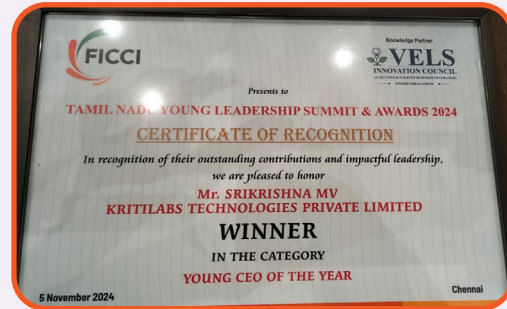 FICCI
Knowledge Partner
VELS
INNOVATION COUNCIL
Presents to
TAMIL NADU YOUNG LEADERSHIP SUMMIT & AWARDS 2024
CERTIFICATE OF RECOGNITION
In recognition of their outstanding contributions and impactful leadership,
we are pleased to honor
Mr. SRIKRISHNA MV
KRITILABS TECHNOLOGIES PRIVATE LIMITED
WINNER
IN THE CATEGORY
YOUNG CEO OF THE YEAR
5 November 2024
Chennai